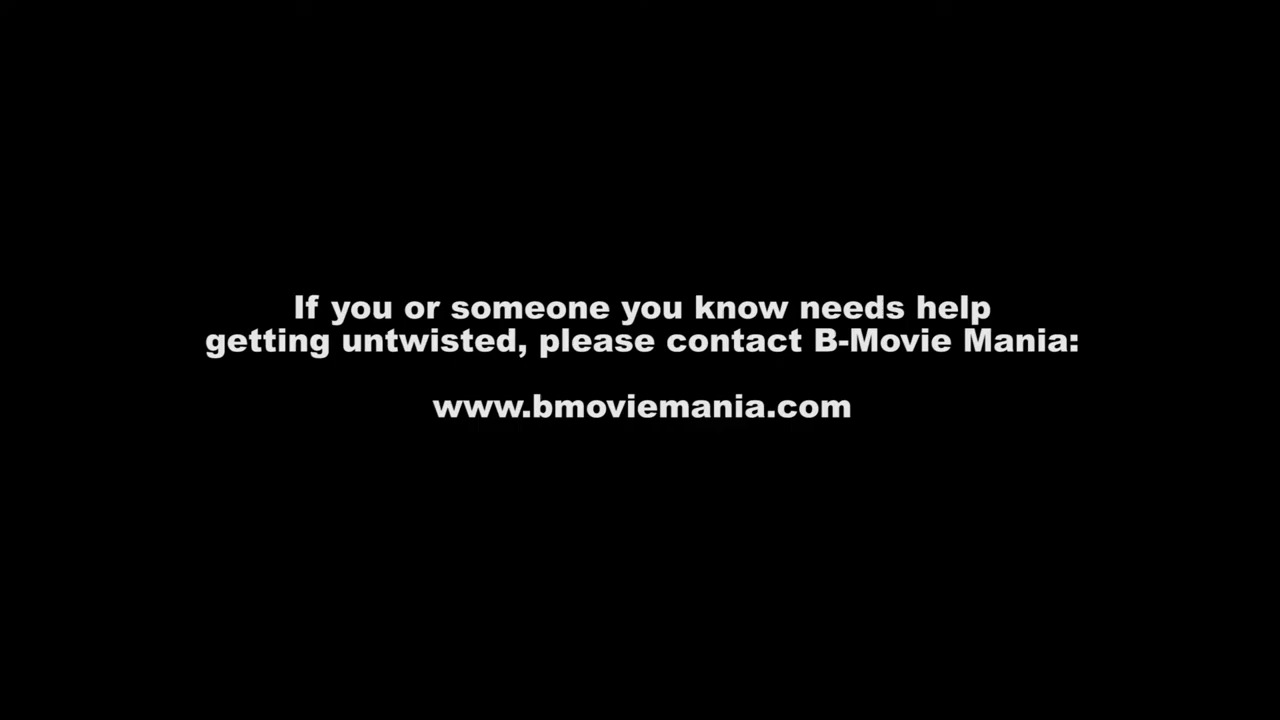 If you or someone you know needs help
getting untwisted, please contact B-Movie Mania:
www.bmoviemania.com